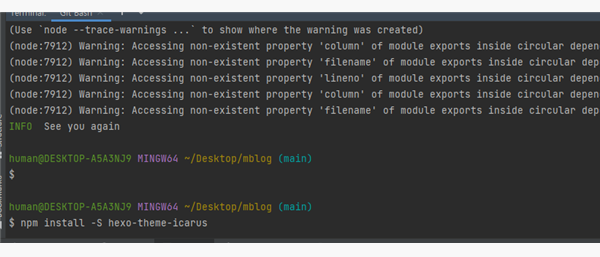 Terminal: Git Bash
(Use `node --trace-warnings ...` to show where the warning was created)
(node:7912) Warning: Accessing non-existent property 'column' of module exports inside circular depen
(node:7912) Warning: Accessing non-existent property 'filename' of module exports inside circular dep
(node:7912) Warning: Accessing non-existent property 'lineno' of module exports inside circular depen
(node:7912) Warning: Accessing non-existent property 'column' of module exports inside circular depen
(node:7912) Warning: Accessing non-existent property 'filename' of module exports inside circular dep
INFO  See you again
human@DESKTOP-A5A3NJ9 MINGW64 ~/Desktop/mblog (main)
$
human@DESKTOP-A5A3NJ9 MINGW64 ~/Desktop/mblog (main)
$ npm install -S hexo-theme-icarus